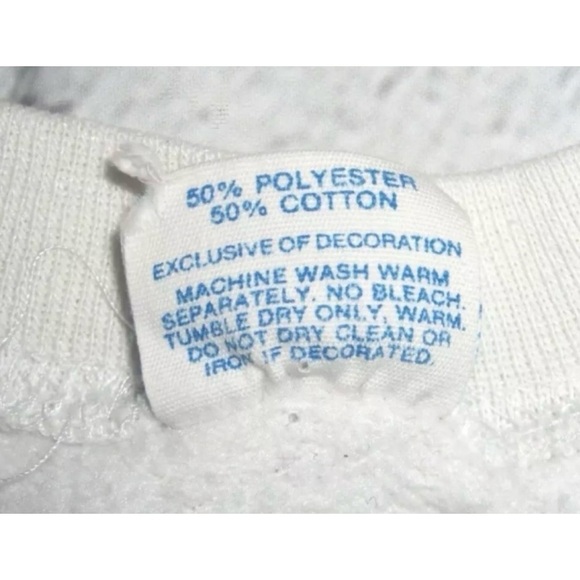 50% POLYESTER
50% COTTON
EXCLUSIVE OF DECORATION
MACHINE WASH WARM
SEPARATELY. NO BLEACH.
TUMBLE DRY ONLY, WARM.
DO NOT DRY CLEAN OR
IRON IF DECORATED.